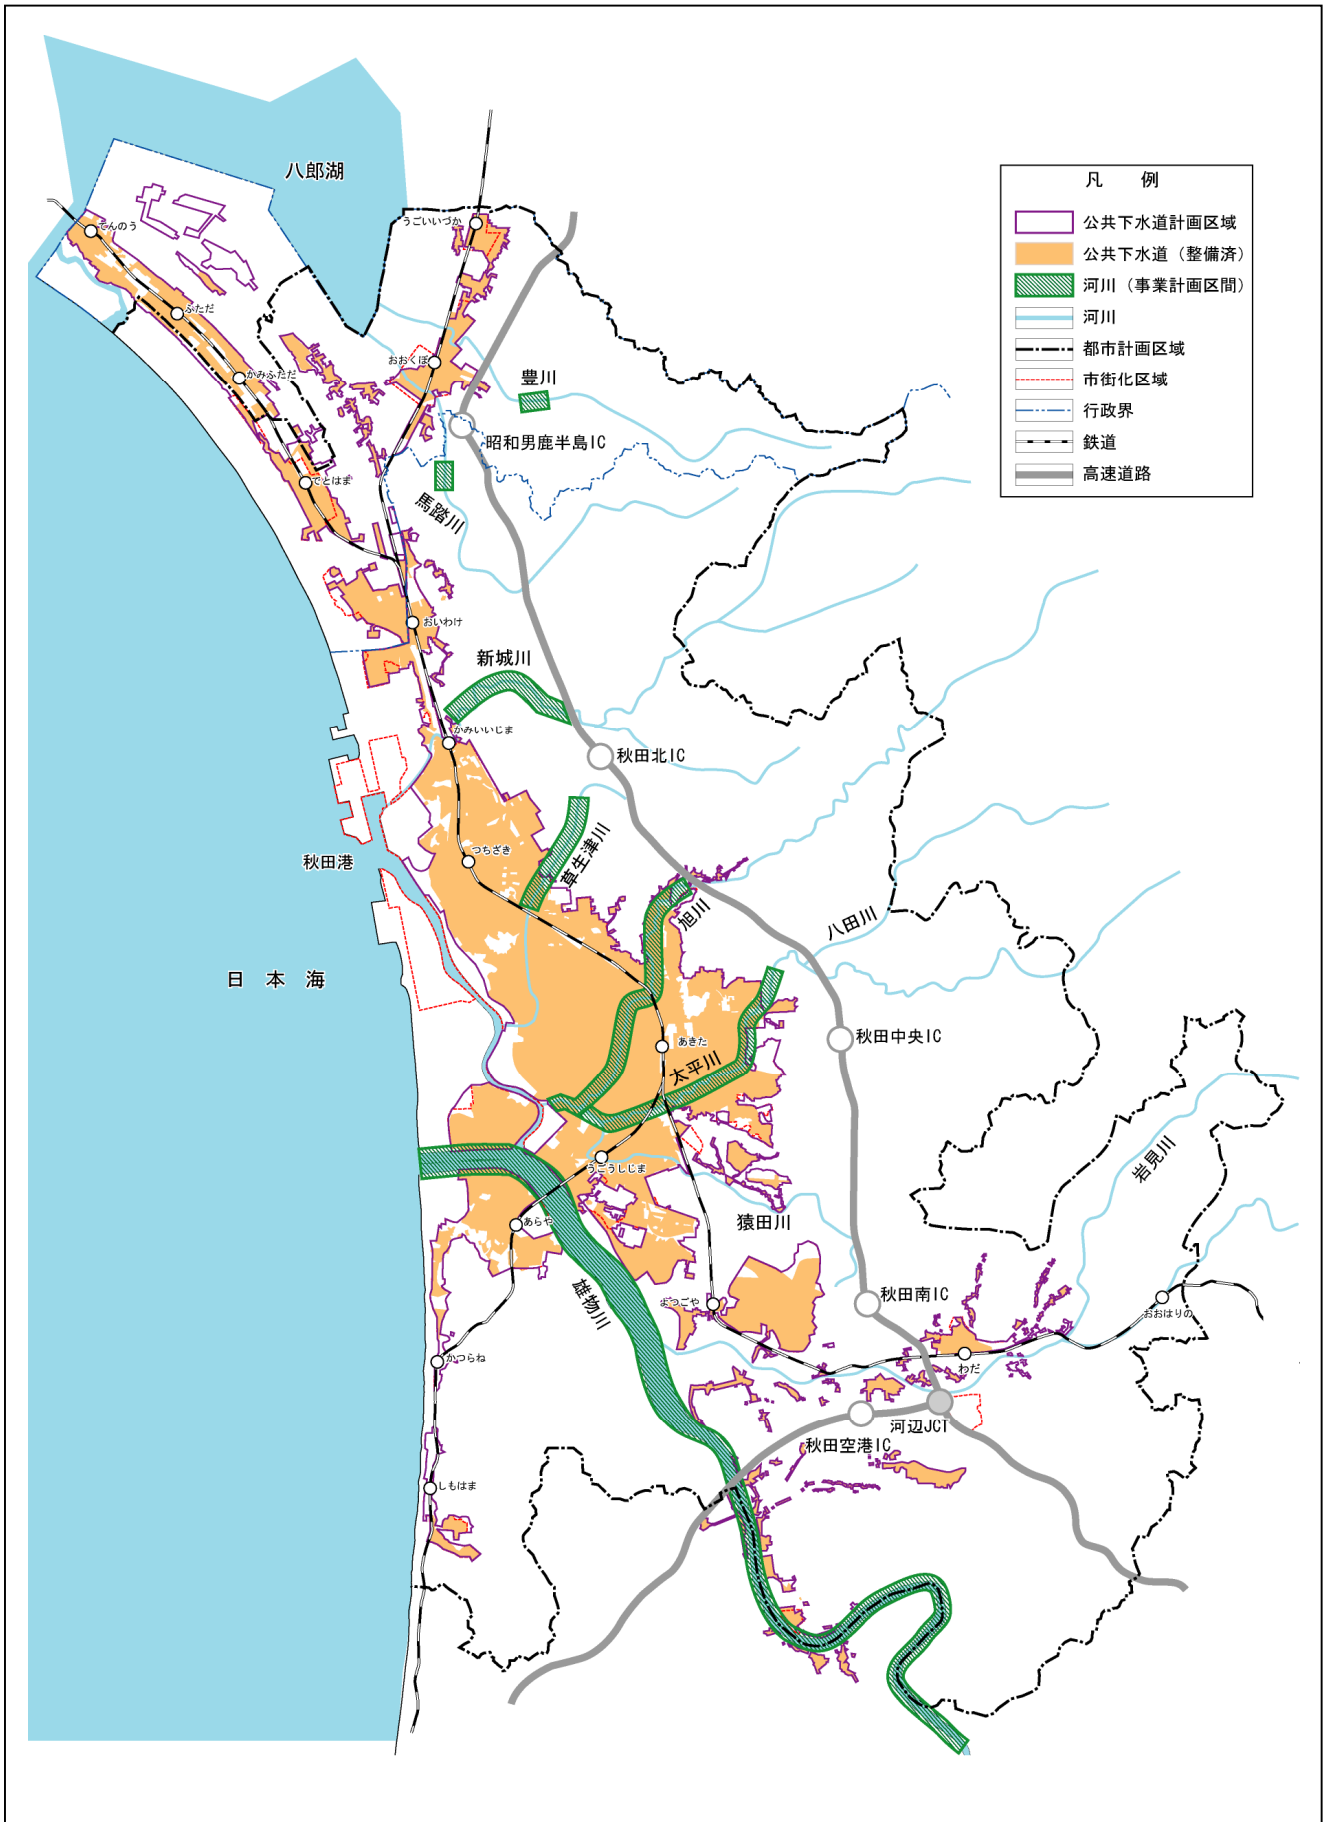 八郎湖
凡 例
公共下水道計画区域
公共下水道（整備済）
河川（事業計画区間）
河川
都市計画区域
市街化区域
行政界
鉄道
高速道路
うごいいづか
てんのう
ふただ
おおくぼ
かみふただ
豊川
昭和男鹿半島IC
でとはま
馬踏川
おいわけ
新城川
かみいいじま
秋田北IC
つちざき
草生津川
秋田港
旭川
八田川
日 本 海
あきた
秋田中央IC
太平川
うごうしじま
岩見川
あらや
猿田川
雄物川
よつごや
秋田南IC
おおはりの
かつらね
わだ
河辺JCT
秋田空港IC
しもはま